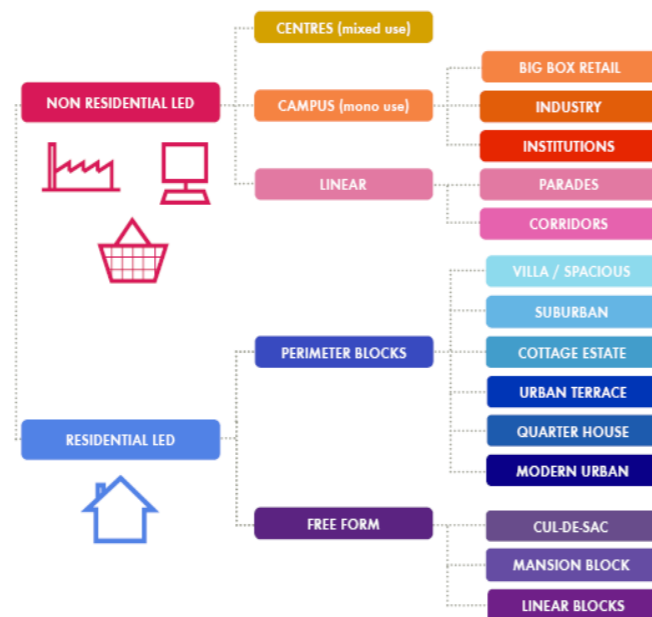 CENTRES (mixed use)
NON RESIDENTIAL LED
CAMPUS (mono use)
BIG BOX RETAIL
INDUSTRY
INSTITUTIONS
LINEAR
PARADES
CORRIDORS
VILLA / SPACIOUS
SUBURBAN
PERIMETER BLOCKS
COTTAGE ESTATE
URBAN TERRACE
RESIDENTIAL LED
QUARTER HOUSE
MODERN URBAN
FREE FORM
CUL-DE-SAC
MANSION BLOCK
LINEAR BLOCKS